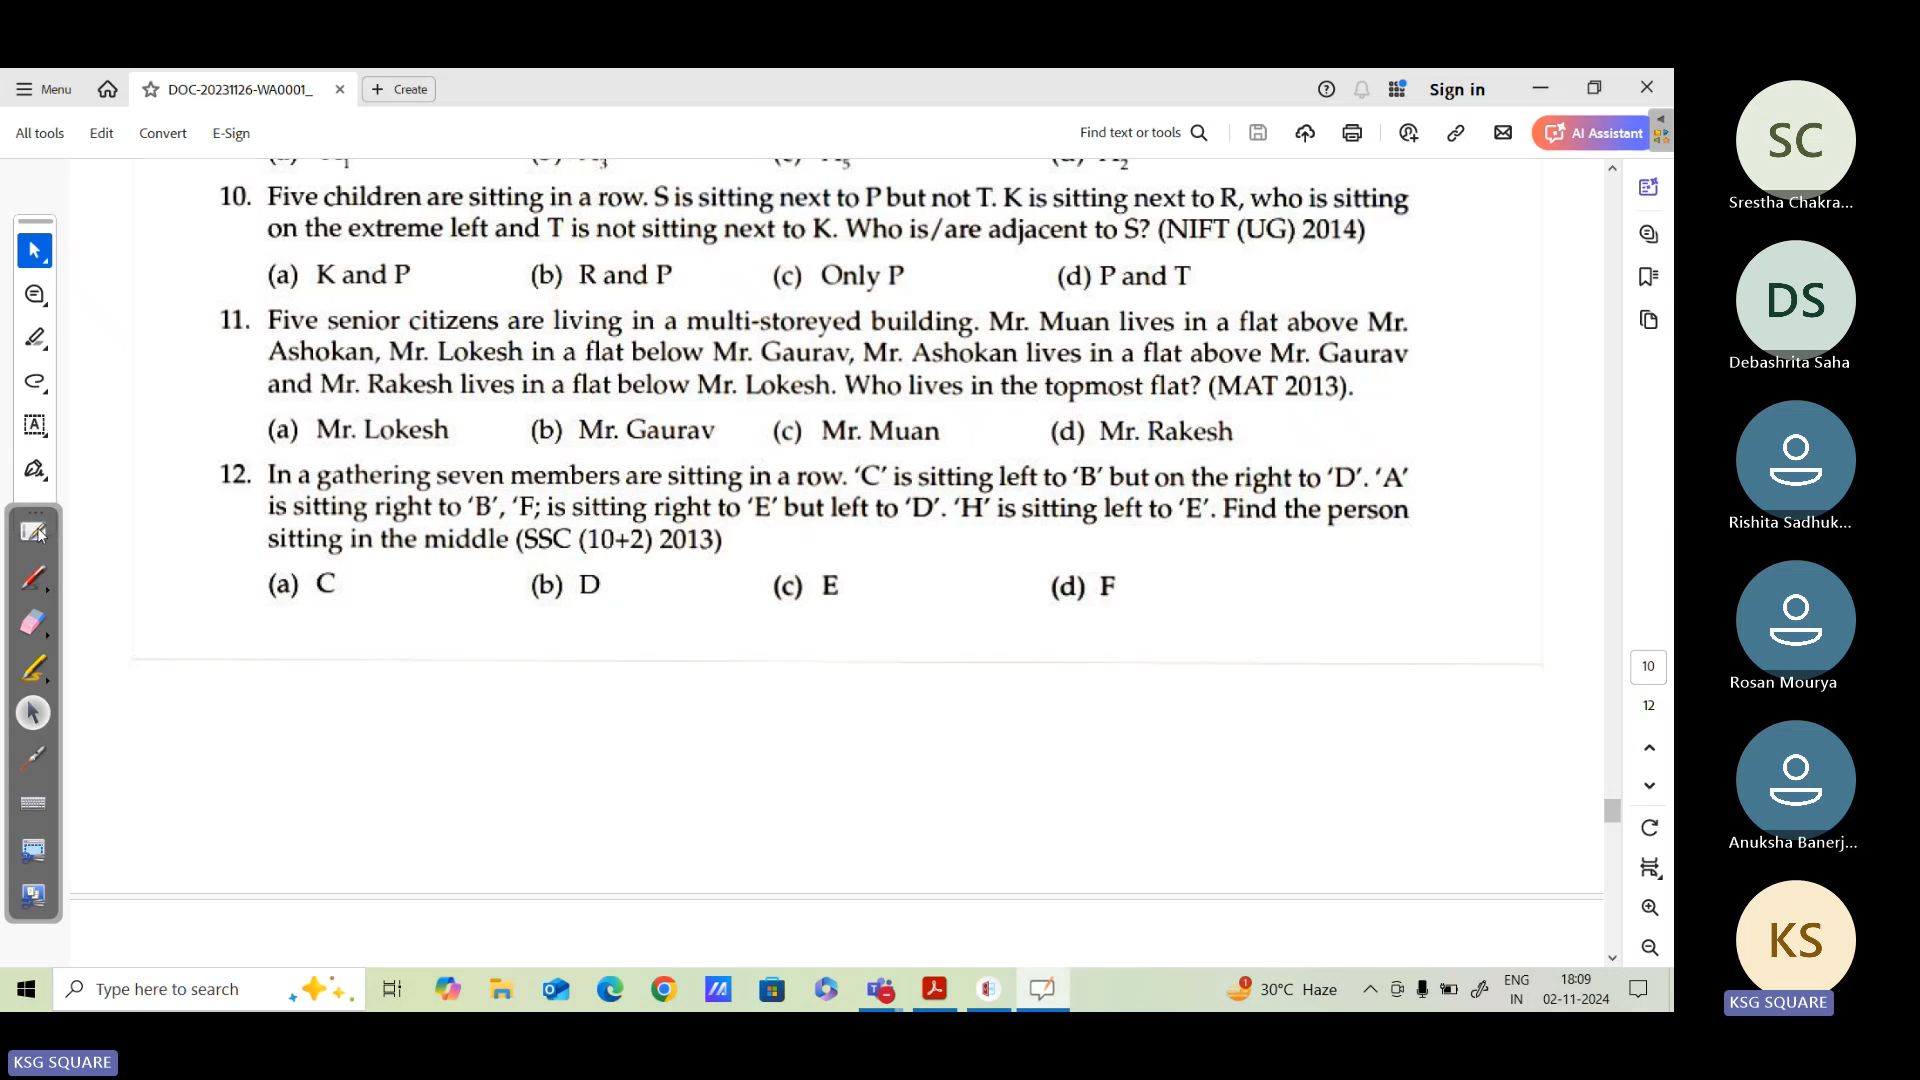 Menu
DOC-20231126-WA0001_
Create
Sign in
All tools
Edit
Convert
E-Sign
Find text or tools
AI Assistant
10. Five children are sitting in a row. S is sitting next to P but not T. K is sitting next to R, who is sitting
on the extreme left and T is not sitting next to K. Who is/are adjacent to S? (NIFT (UG) 2014)
(a) K and P (b) R and P (c) Only P (d) P and T
11. Five senior citizens are living in a multi-storeyed building. Mr. Muan lives in a flat above Mr.
Ashokan, Mr. Lokesh in a flat below Mr. Gaurav, Mr. Ashokan lives in a flat above Mr. Gaurav
and Mr. Rakesh lives in a flat below Mr. Lokesh. Who lives in the topmost flat? (MAT 2013).
(a) Mr. Lokesh (b) Mr. Gaurav (c) Mr. Muan (d) Mr. Rakesh
12. In a gathering seven members are sitting in a row. 'C' is sitting left to 'B' but on the right to 'D'. 'A'
is sitting right to 'B', 'F; is sitting right to 'E' but left to 'D'. 'H' is sitting left to 'E'. Find the person
sitting in the middle (SSC (10+2) 2013)
(a) C (b) D (c) E (d) F
10
12
Type here to search
30°C Haze
ENG
IN
18:09
02-11-2024
SC
Srestha Chakra...
DS
Debashrita Saha
Rishita Sadhuk...
Rosan Mourya
Anuksha Banerj...
KS
KSG SQUARE
KSG SQUARE